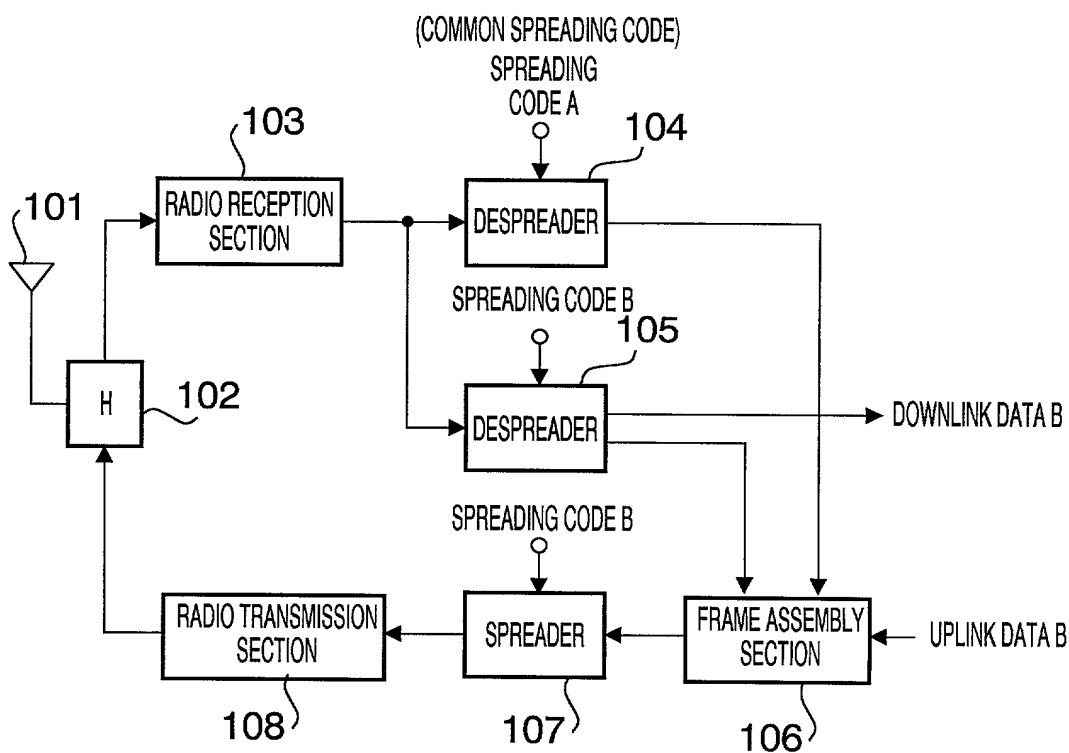 (COMMON SPREADING CODE)
SPREADING
CODE A
103
104
101
RADIO RECEPTION
SECTION
DESPREADER
SPREADING CODE B
105
H
102
DESPREADER
DOWNLINK DATA B
SPREADING CODE B
RADIO TRANSMISSION
SECTION
SPREADER
FRAME ASSEMBLY
SECTION
UPLINK DATA B
108
107
106